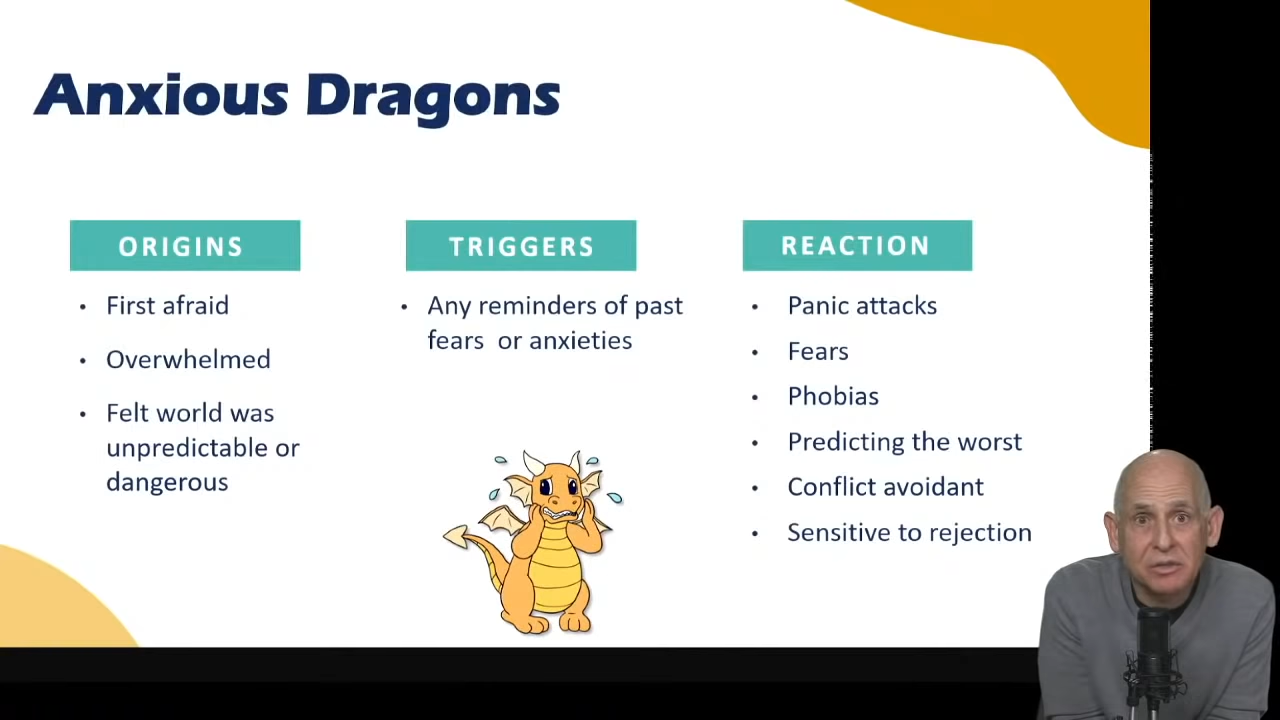 Anxious Dragons
ORIGINS
First afraid
Overwhelmed
Felt world was
unpredictable or
dangerous
TRIGGERS
Any reminders of past
fears or anxieties
REACTION
Panic attacks
Fears
Phobias
Predicting the worst
Conflict avoidant
Sensitive to rejection